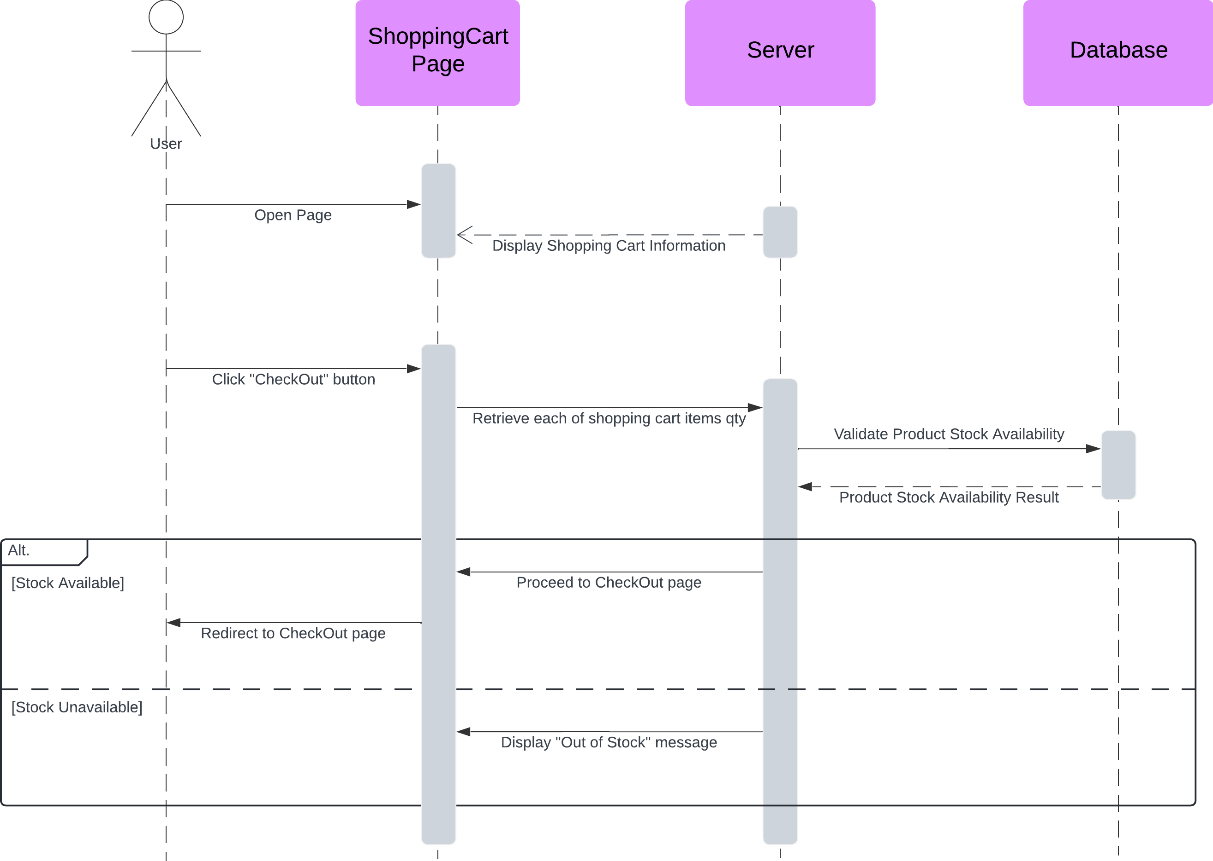 ShoppingCart
Page
Server
Database
User
Open Page
Display Shopping Cart Information
Click "CheckOut" button
Retrieve each of shopping cart items qty
Validate Product Stock Availability
Product Stock Availability Result
Alt.
[Stock Available]
Proceed to CheckOut page
Redirect to CheckOut page
[Stock Unavailable]
Display "Out of Stock" message